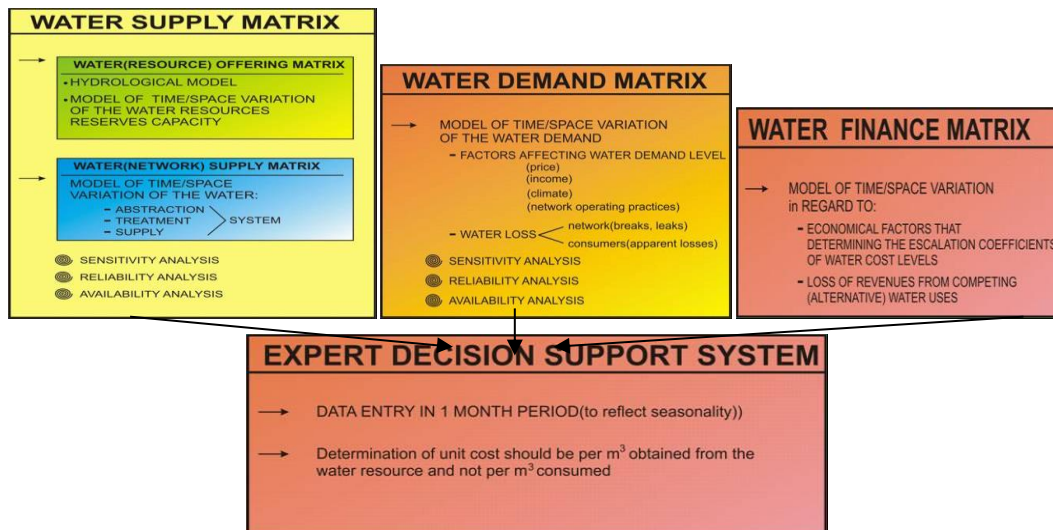 WATER SUPPLY MATRIX
WATER(RESOURCE) OFFERING MATRIX
•HYDROLOGICAL MODEL
•MODEL OF TIME/SPACE VARIATION
OF THE WATER RESOURCES
RESERVES CAPACITY
WATER(NETWORK) SUPPLY MATRIX
MODEL OF TIME/SPACE
VARIATION OF THE WATER:
– ABSTRACTION
– TREATMENT
– SUPPLY
SYSTEM
SENSITIVITY ANALYSIS
RELIABILITY ANALYSIS
AVAILABILITY ANALYSIS
WATER DEMAND MATRIX
MODEL OF TIME/SPACE VARIATION
OF THE WATER DEMAND
– FACTORS AFFECTING WATER DEMAND LEVEL
(price)
(income)
(climate)
(network operating practices)
– WATER LOSS
network(breaks, leaks)
consumers(apparent losses)
SENSITIVITY ANALYSIS
RELIABILITY ANALYSIS
AVAILABILITY ANALYSIS
WATER FINANCE MATRIX
MODEL OF TIME/SPACE VARIATION
in REGARD TO:
– ECONOMICAL FACTORS THAT
DETERMINING THE ESCALATION COEFFICIENTS
OF WATER COST LEVELS
– LOSS OF REVENUES FROM COMPETING
(ALTERNATIVE) WATER USES
EXPERT DECISION SUPPORT SYSTEM
DATA ENTRY IN 1 MONTH PERIOD(to reflect seasonality))
Determination of unit cost should be per m³ obtained from the
water resource and not per m³ consumed